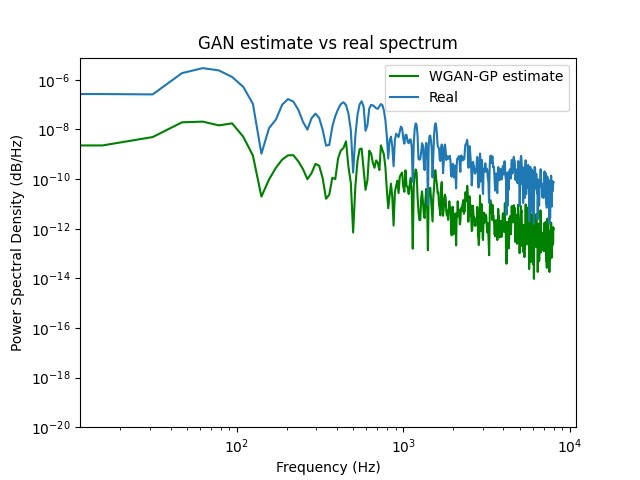 GAN estimate vs real spectrum
WGAN-GP estimate
Real
Power Spectral Density (dB/Hz)
10⁻⁶
10⁻⁸
10⁻¹⁰
10⁻¹²
10⁻¹⁴
10⁻¹⁶
10⁻¹⁸
10⁻²⁰
10² 10³ 10⁴
Frequency (Hz)